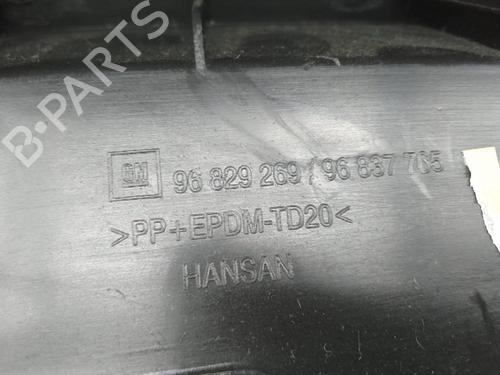 B-PARTS
GM 96 829 269 / 96 837 765
>PP+EPDM-TD20<
HANSAN